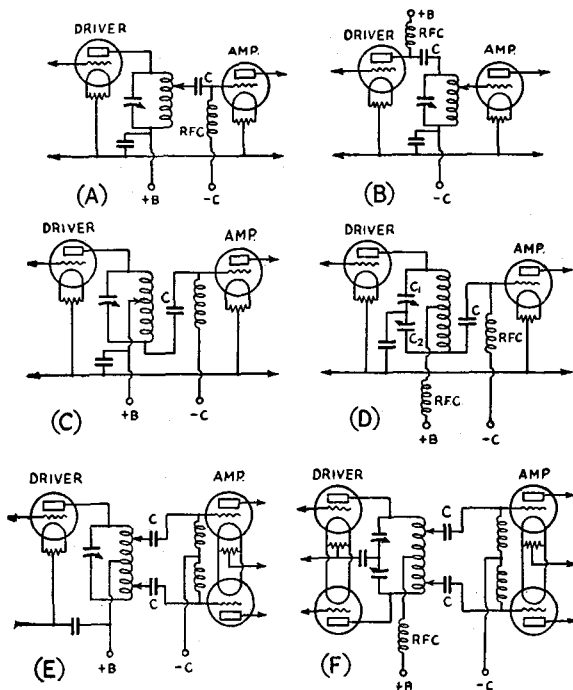 DRIVER AMP.
C
RFC
+B -C
(A)
+B
RFC
DRIVER C AMP.
-C
(B)
DRIVER AMP.
C
+B -C
(C)
DRIVER AMP.
C1
C
C2 RFC
RFC
+B -C
(D)
DRIVER AMP.
C
C
+B -C
(E)
DRIVER AMP.
C
C
RFC
+B -C
(F)